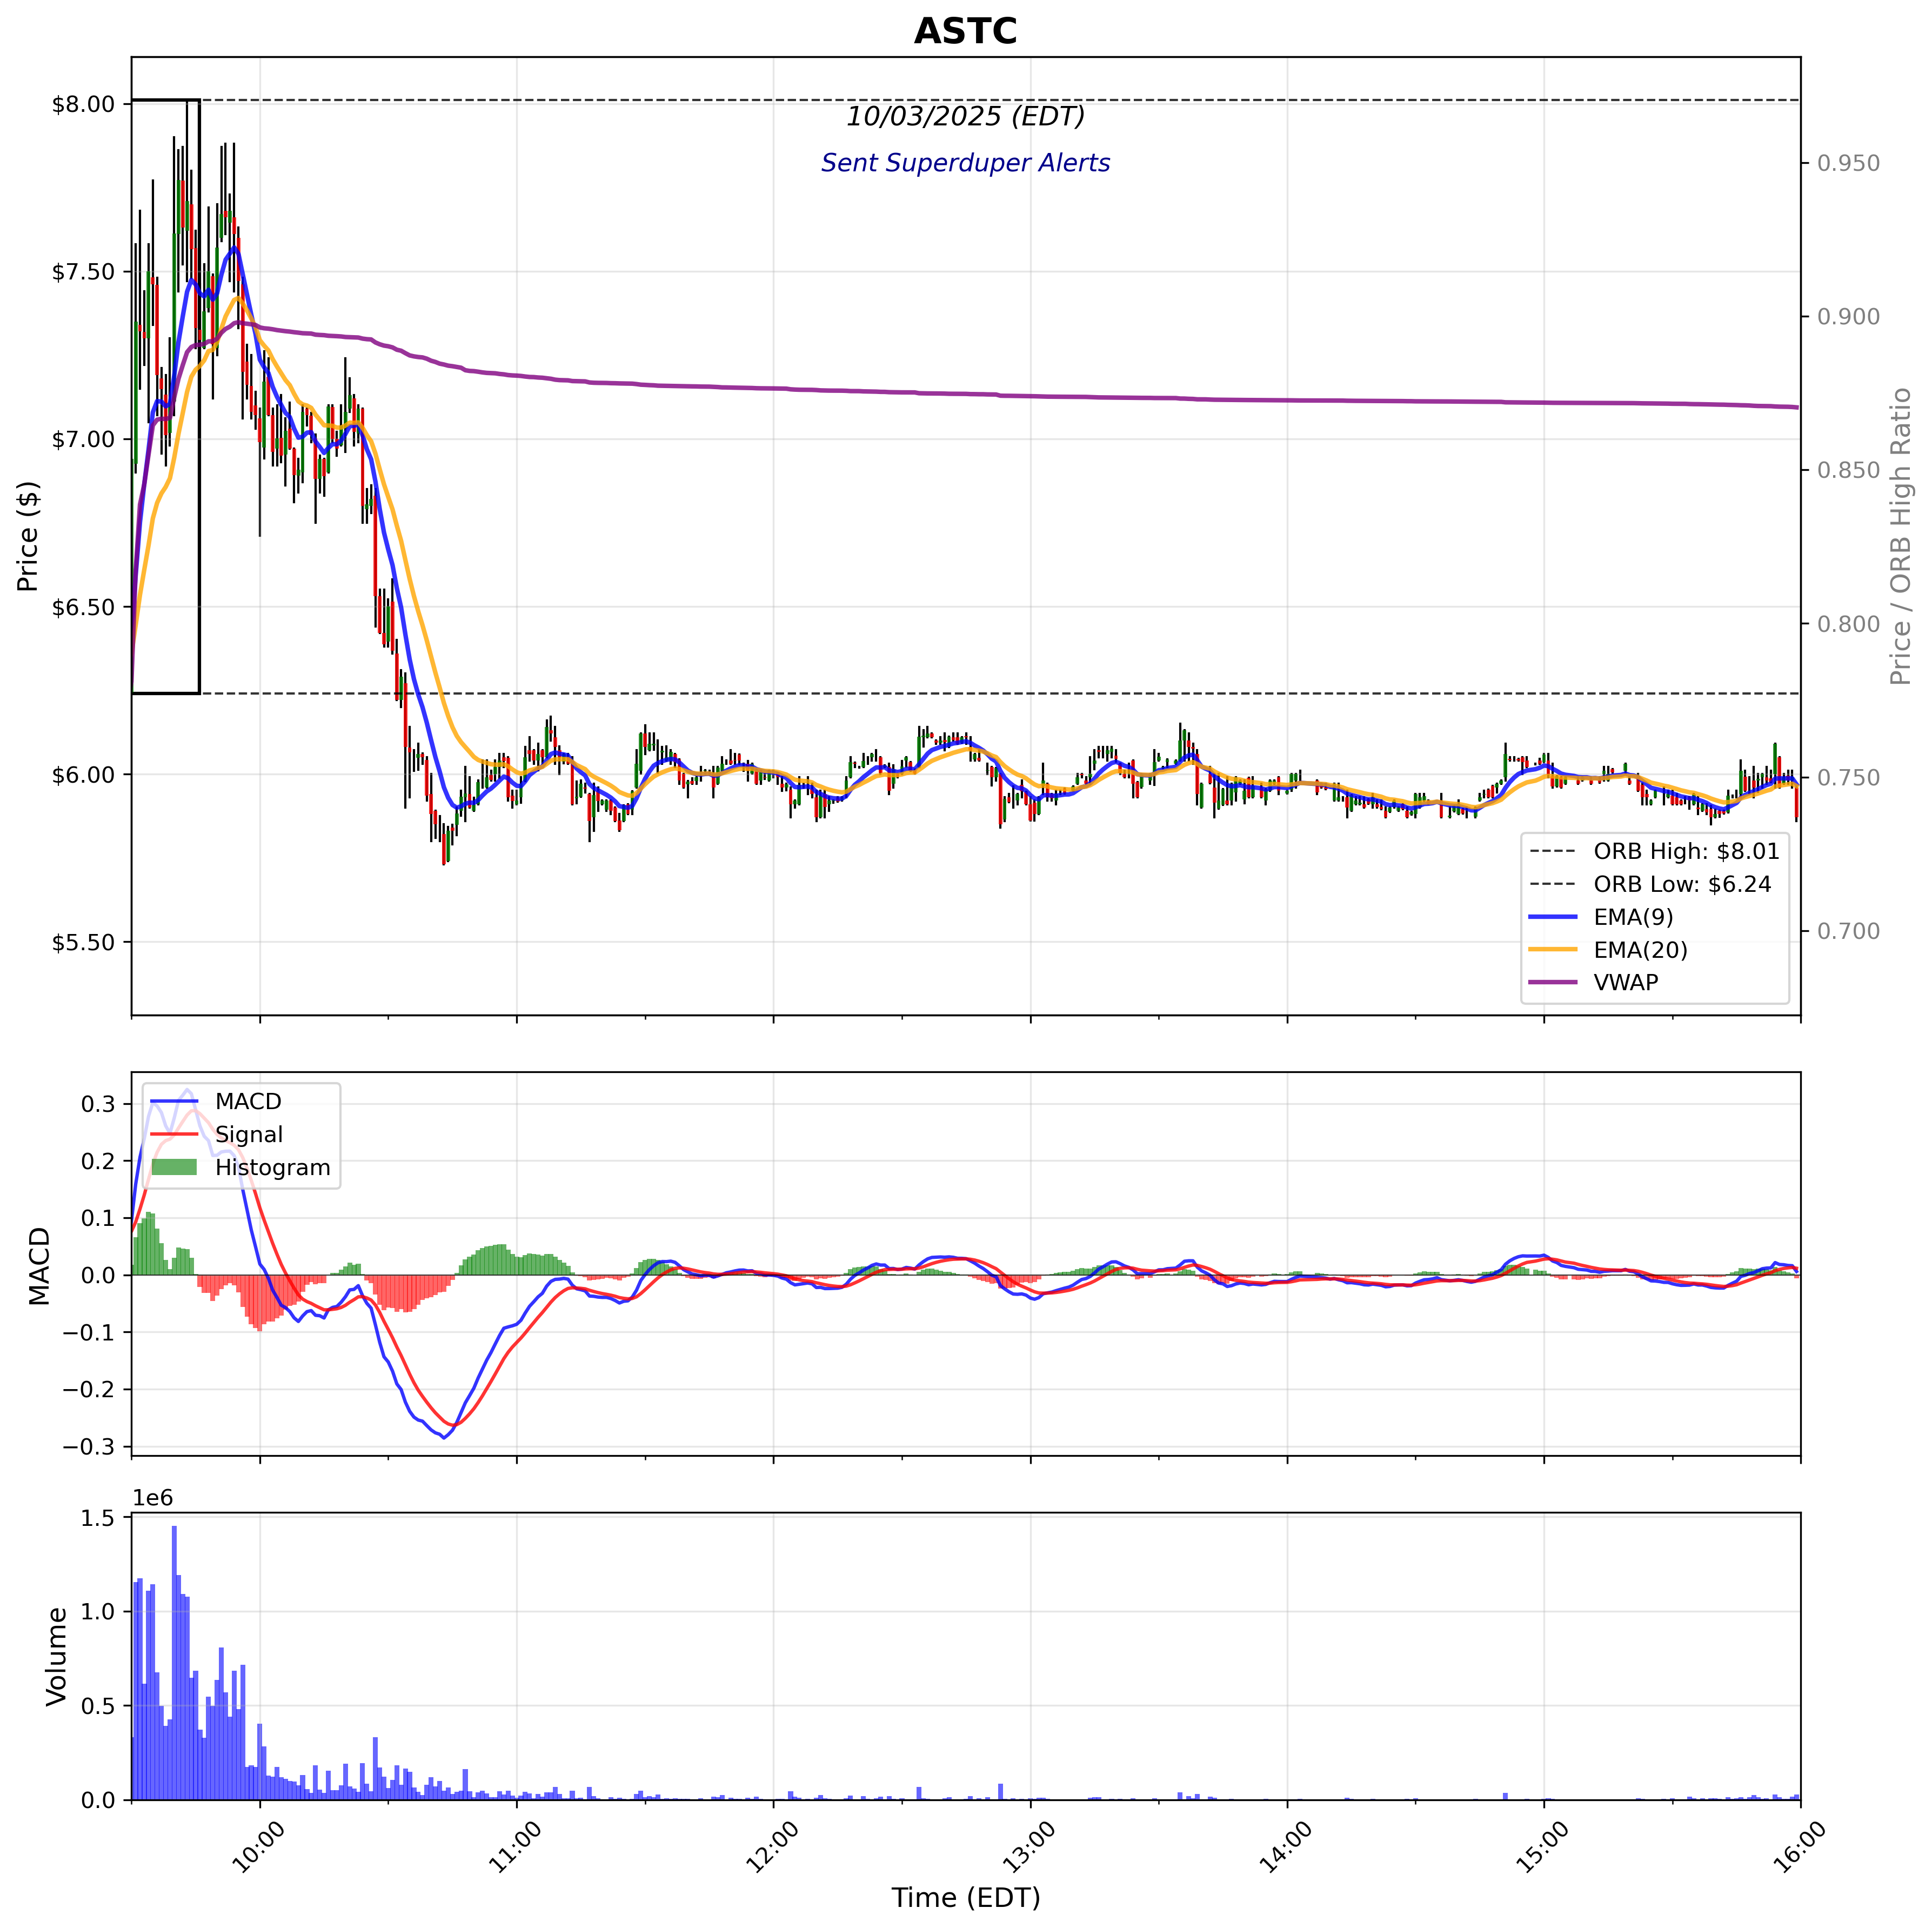 ASTC
10/03/2025 (EDT)
Sent Superduper Alerts
Price ($)
$8.00
$7.50
$7.00
$6.50
$6.00
$5.50
Price / ORB High Ratio
0.950
0.900
0.850
0.800
0.750
0.700
ORB High: $8.01
ORB Low: $6.24
EMA(9)
EMA(20)
VWAP
MACD
0.3
0.2
0.1
0.0
−0.1
−0.2
−0.3
MACD
Signal
Histogram
1e6
Volume
1.5
1.0
0.5
0.0
10:00
11:00
12:00
13:00
14:00
15:00
16:00
Time (EDT)